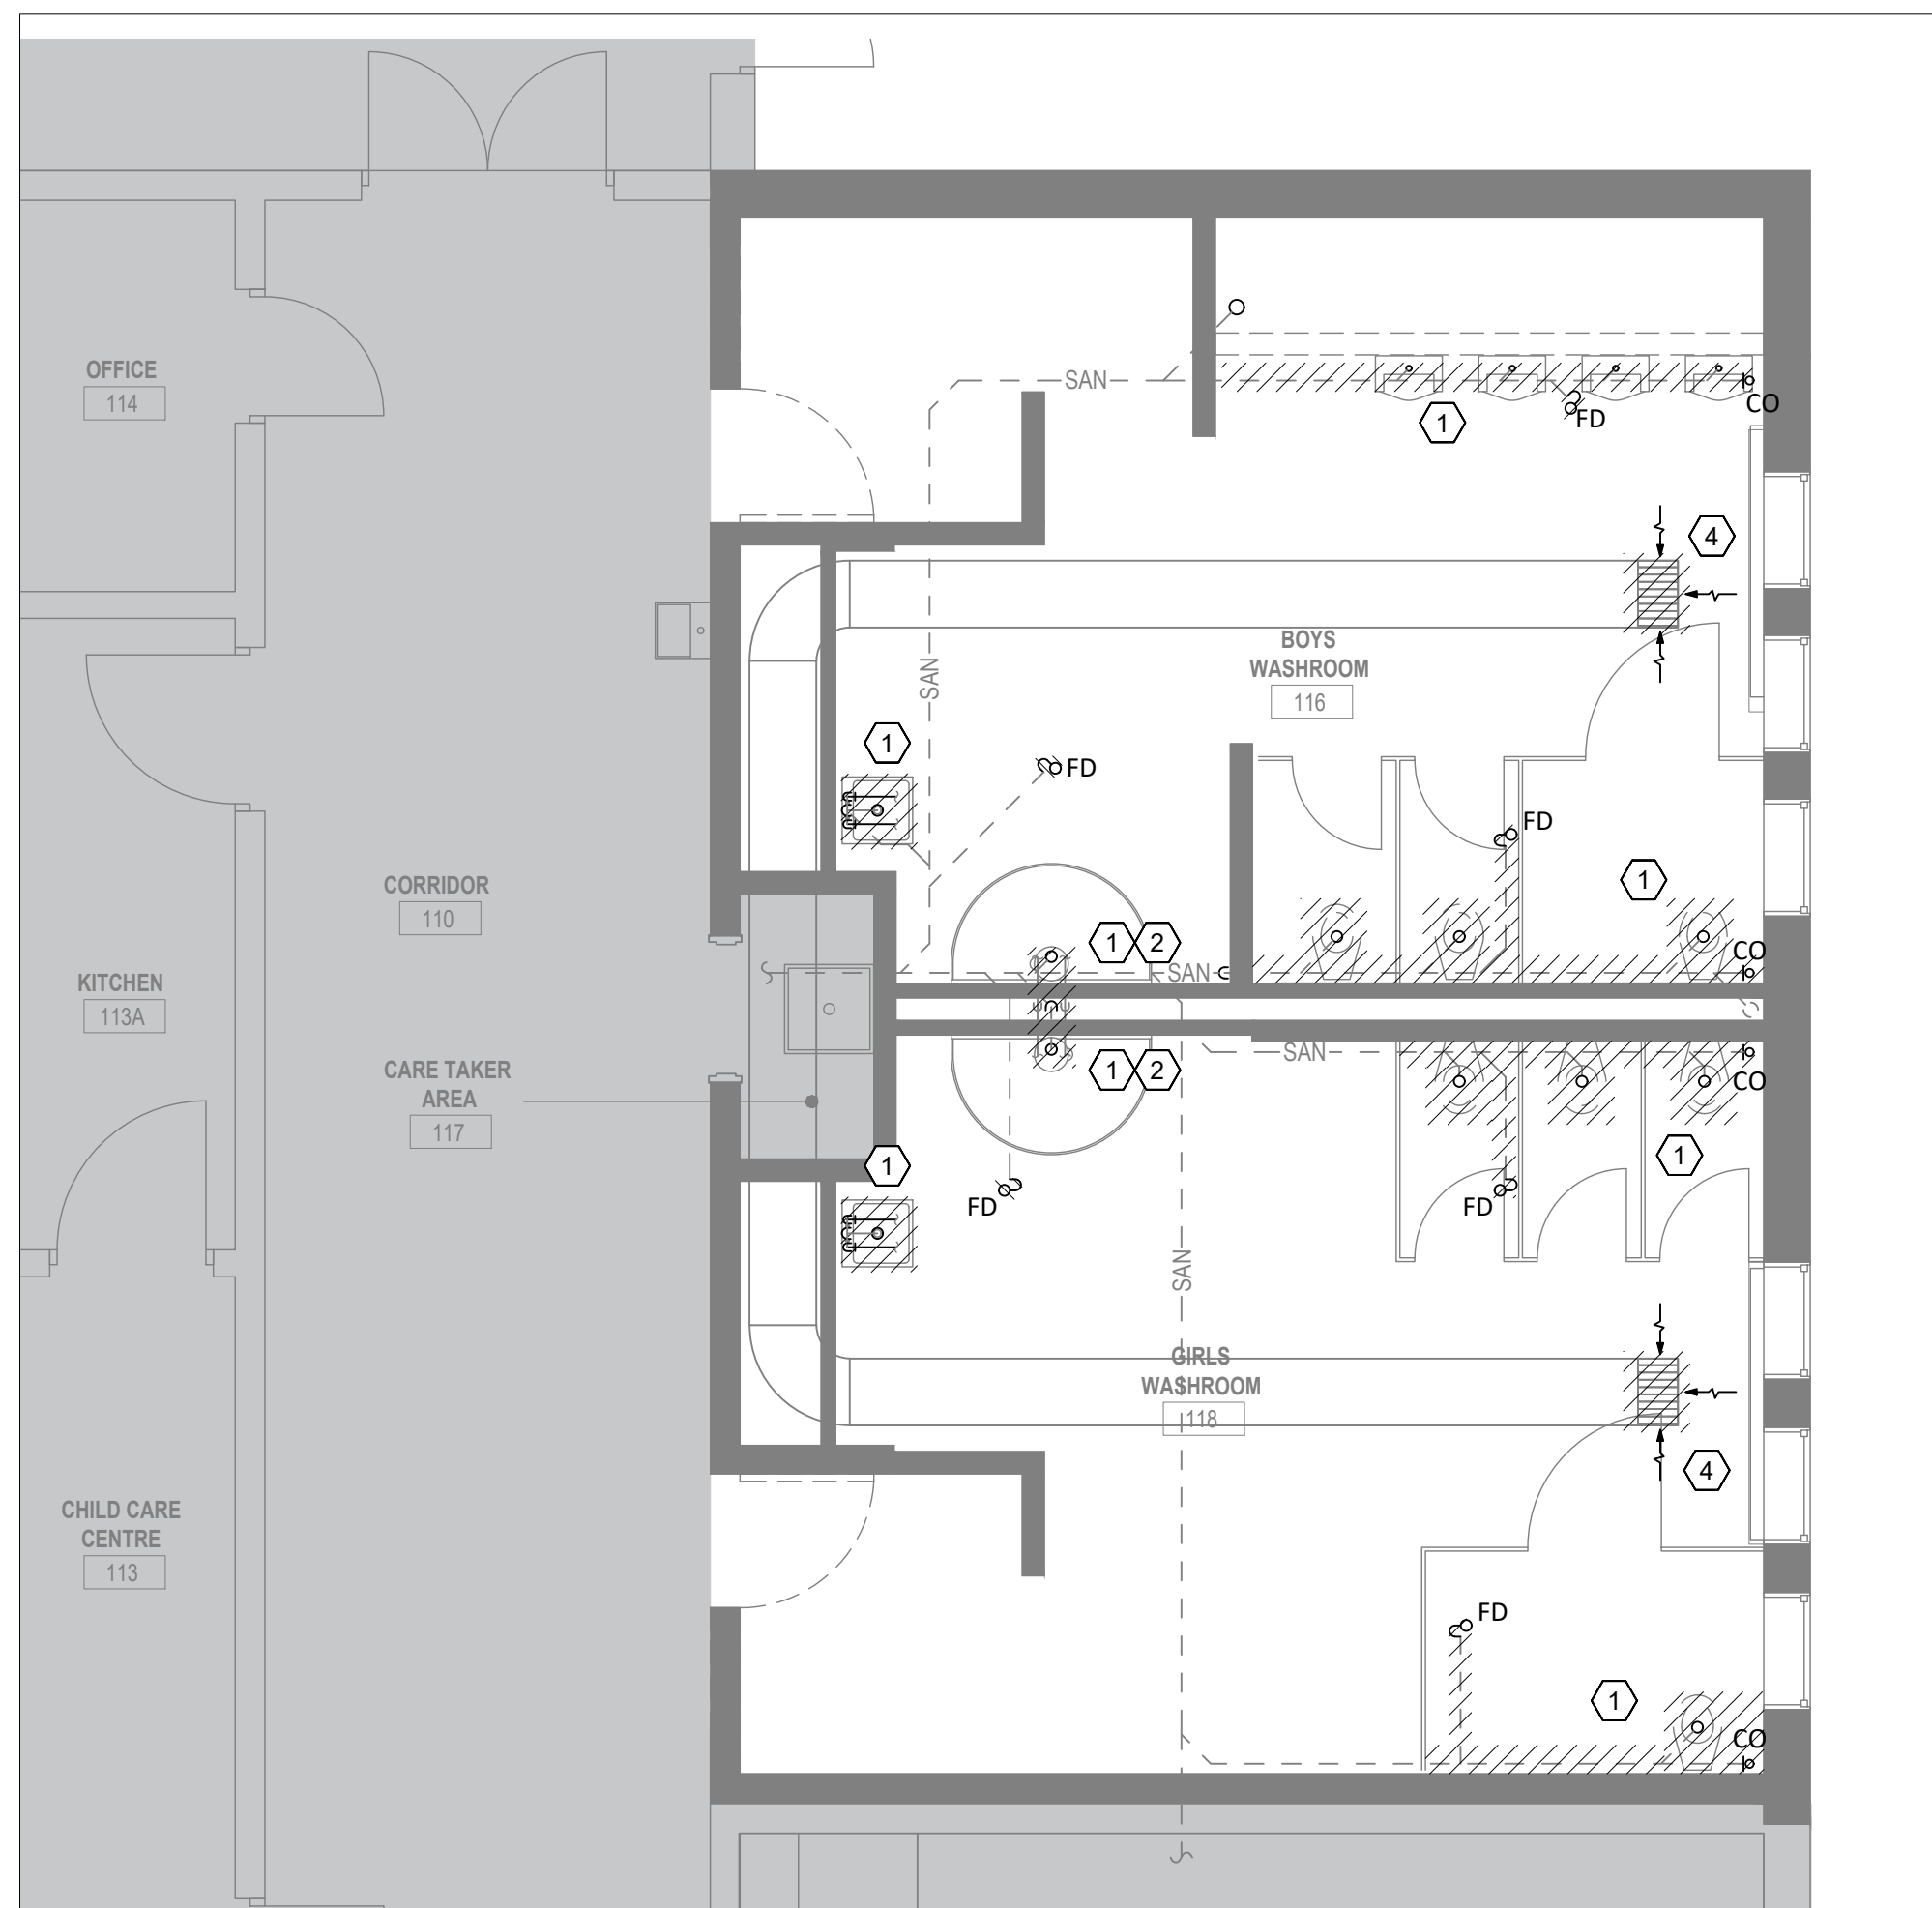 OFFICE
114
SAN
CO
1
FD
4
BOYS
WASHROOM
116
SAN
1
FD
FD
CORRIDOR
110
1
1
2
CO
SAN
KITCHEN
113A
SAN
CARE TAKER
AREA
117
1
2
CO
1
1
FD
FD
SAN
GIRLS
WASHROOM
118
4
CHILD CARE
CENTRE
113
FD
1
CO